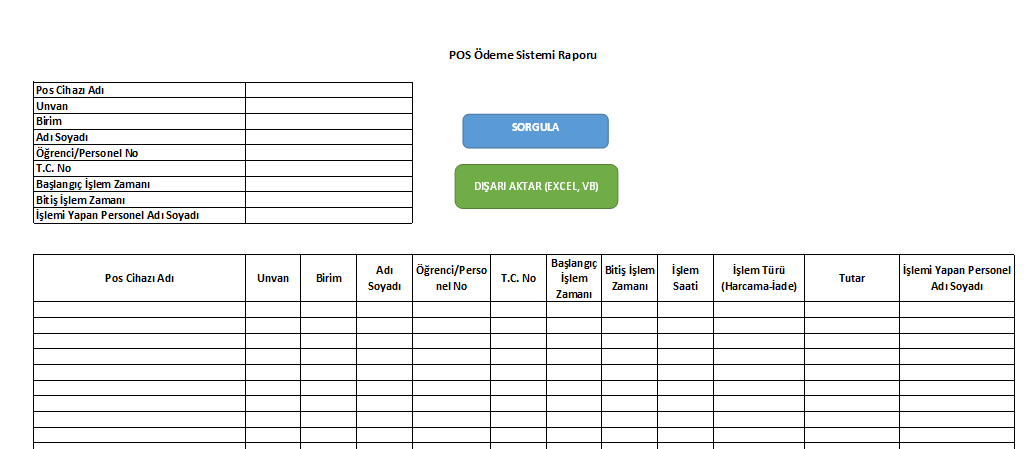 POS Ödeme Sistemi Raporu
Pos Cihazı Adı
Unvan
Birim
Adı Soyadı
Öğrenci/Personel No
T.C. No
Başlangıç İşlem Zamanı
Bitiş İşlem Zamanı
İşlemi Yapan Personel Adı Soyadı
SORGULA
DIŞARI AKTAR (EXCEL, VB)
Pos Cihazı Adı
Unvan
Birim
Adı
Soyadı
Öğrenci/Perso
nel No
T.C. No
Başlangıç
İşlem
Zamanı
Bitiş İşlem
Zamanı
İşlem
Saati
İşlem Türü
(Harcama-İade)
Tutar
İşlemi Yapan Personel
Adı Soyadı